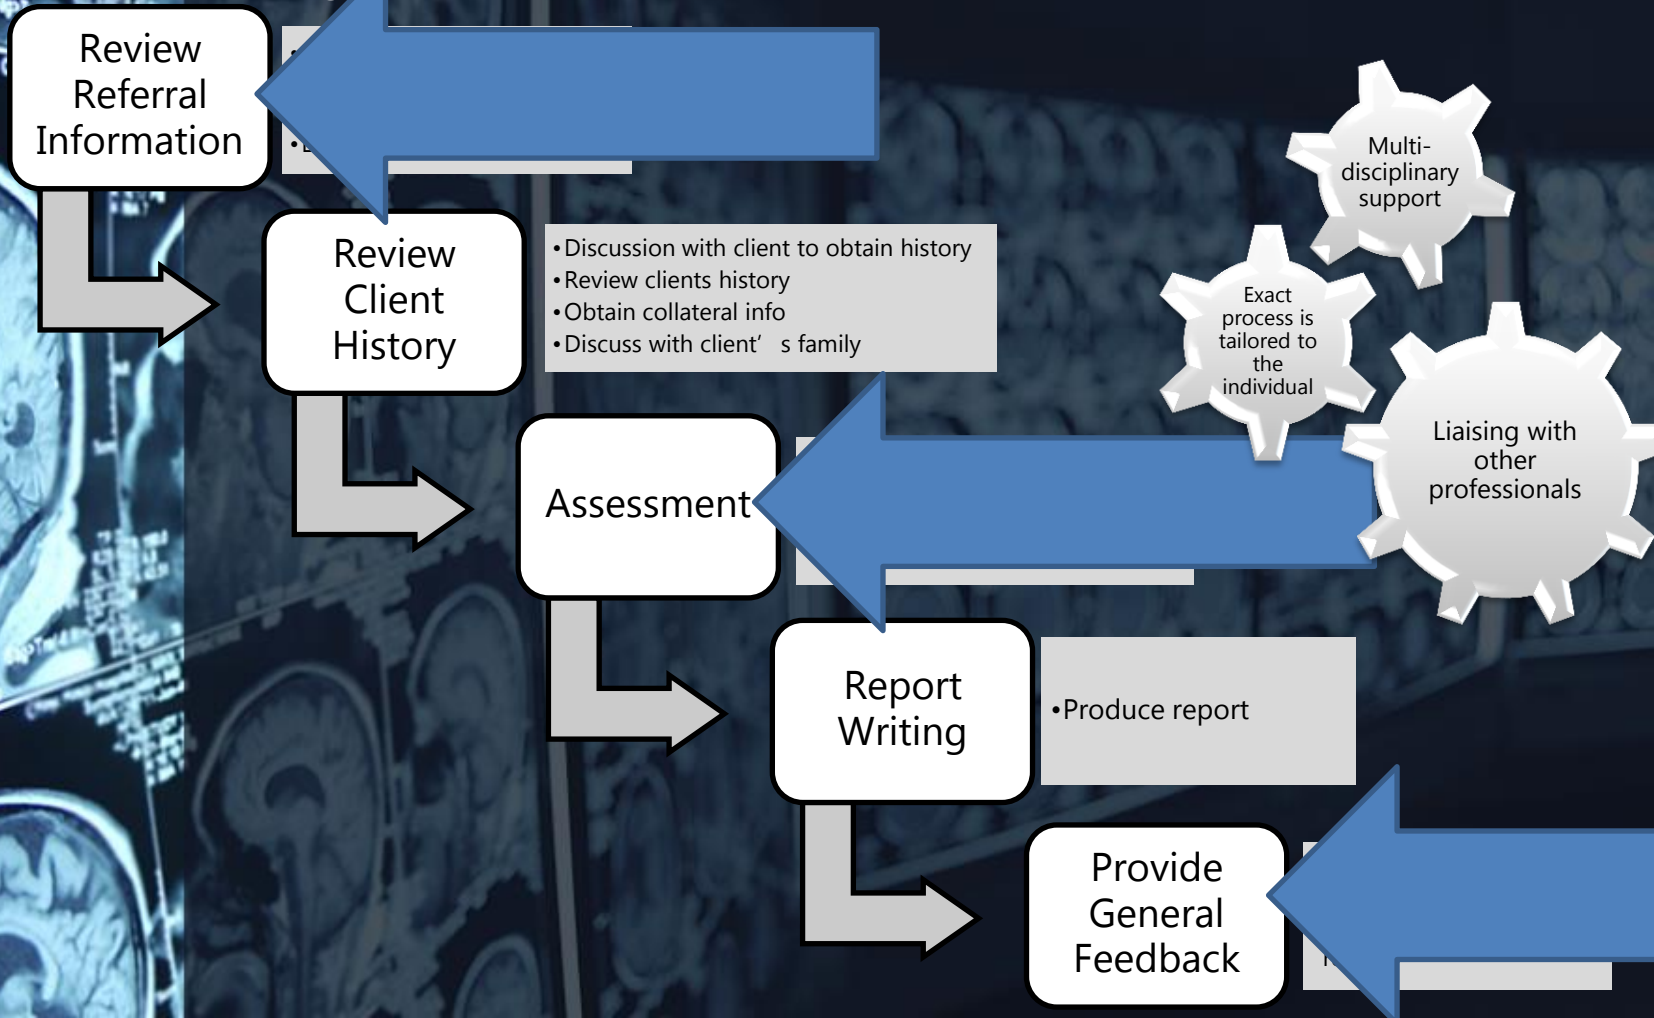 Review
Referral
Information
Review
Client
History
•Discussion with client to obtain history
•Review clients history
•Obtain collateral info
•Discuss with client’ s family
Multi-
disciplinary
support
Exact
process is
tailored to
the
individual
Liaising with
other
professionals
Assessment
Report
Writing
•Produce report
Provide
General
Feedback